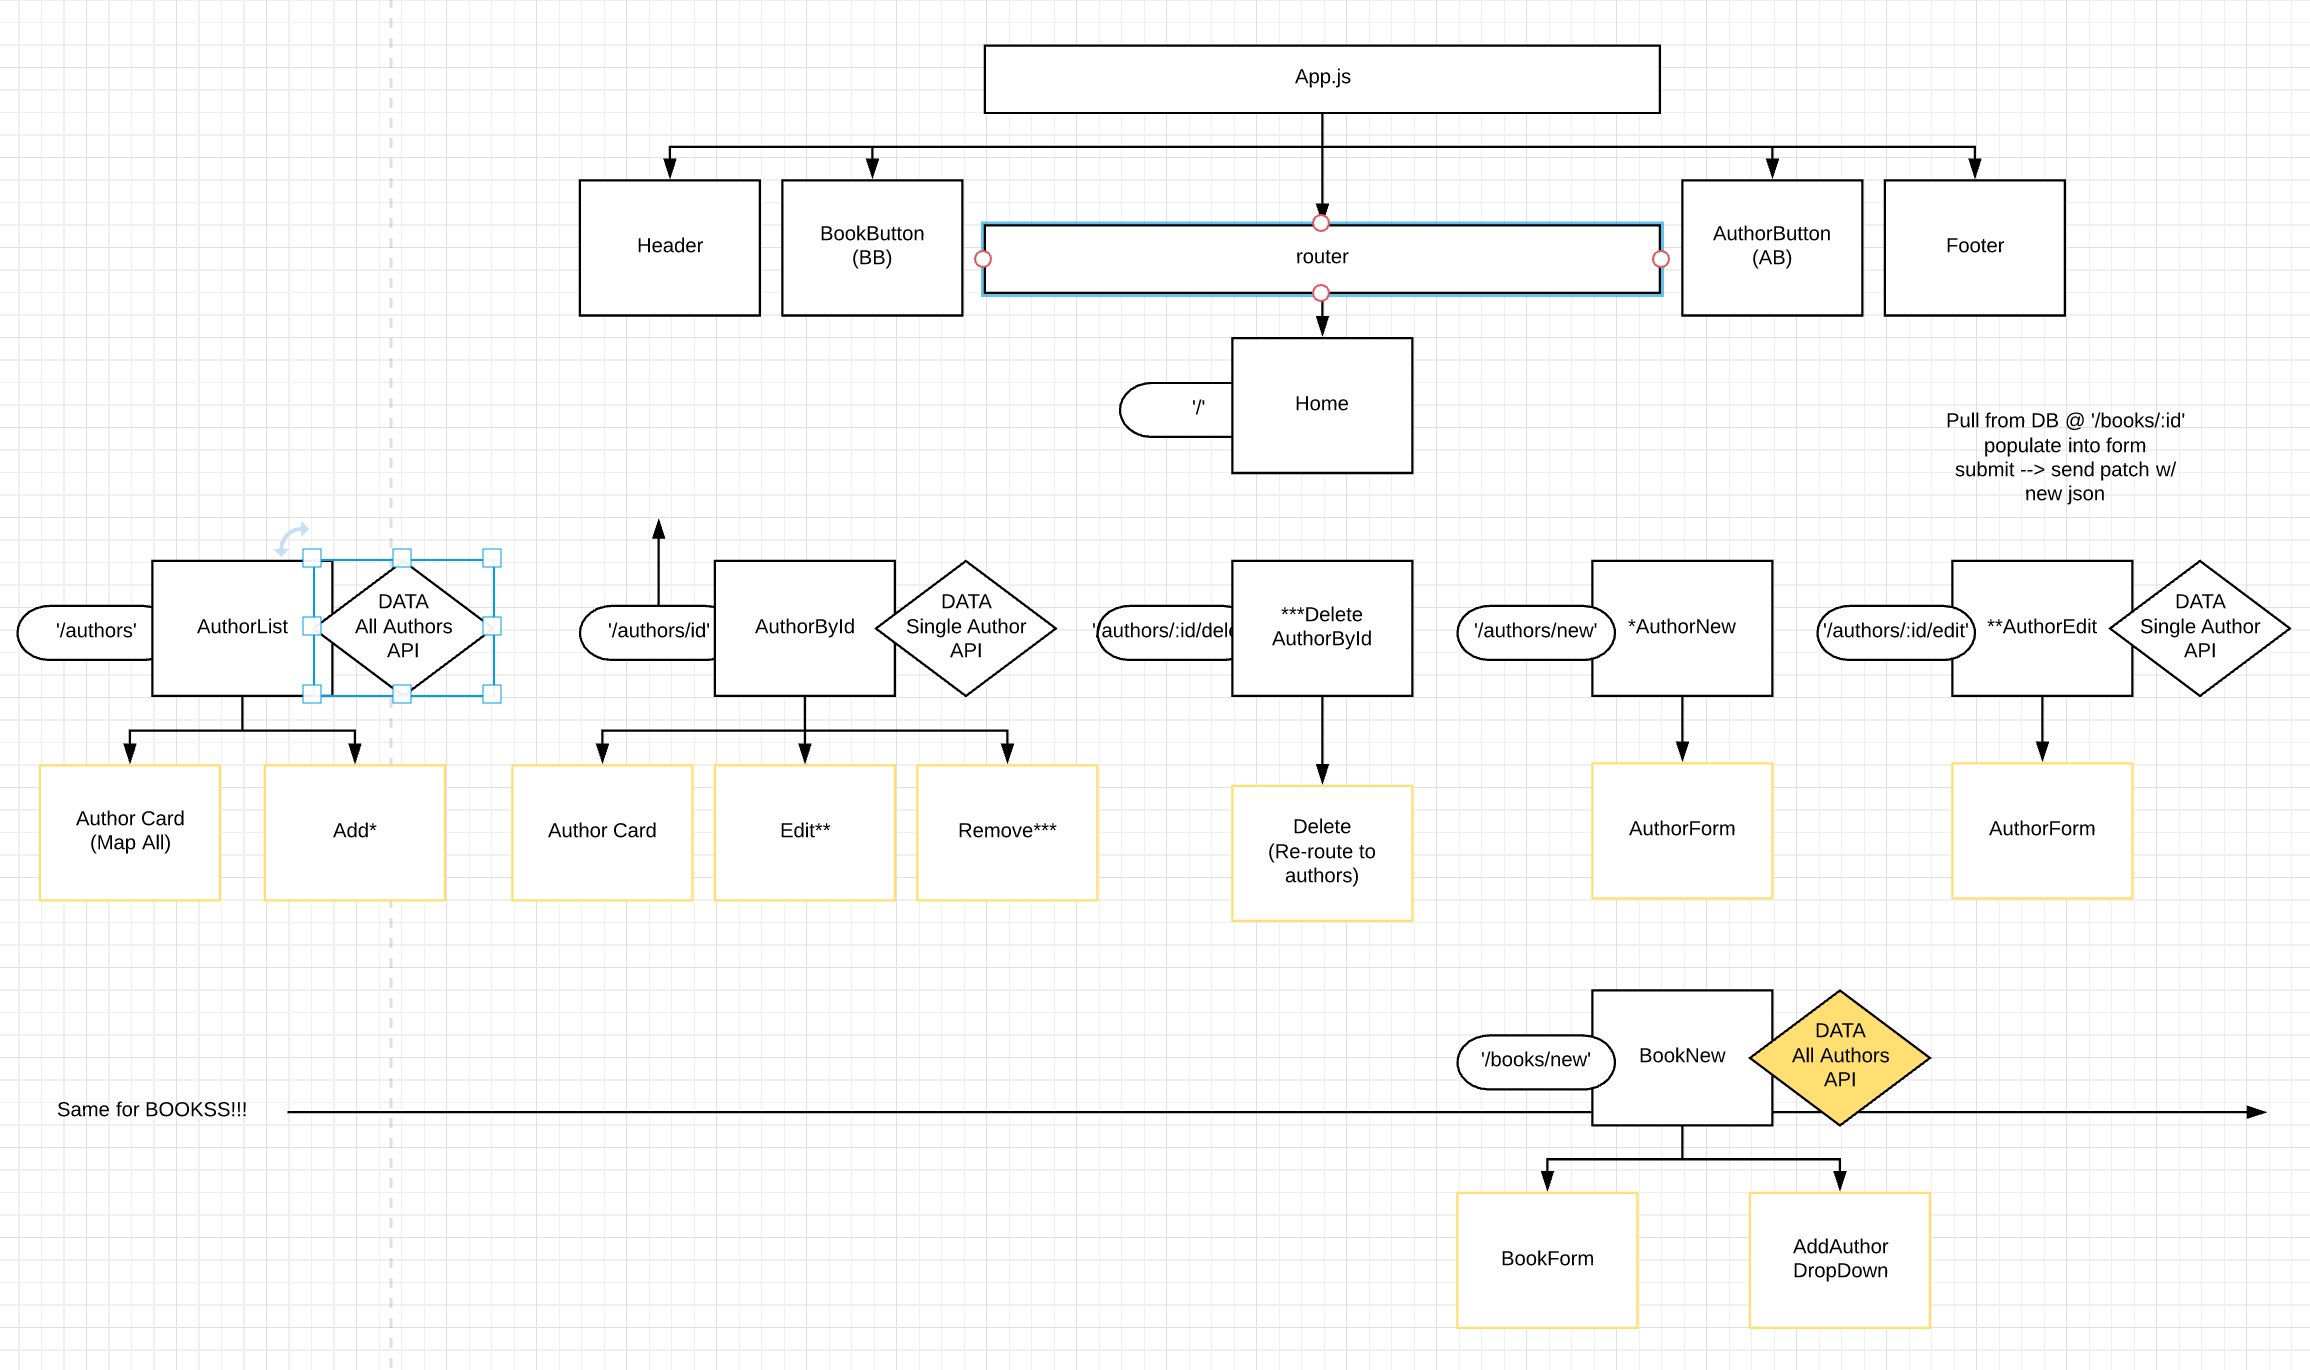 App.js
Header
BookButton
(BB)
router
AuthorButton
(AB)
Footer
'/'
Home
Pull from DB @ '/books/:id'
populate into form
submit --> send patch w/
new json
'/authors'
AuthorList
DATA
All Authors
API
'/authors/id'
AuthorById
DATA
Single Author
API
'/authors/:id/dele
***Delete
AuthorById
'/authors/new'
*AuthorNew
'/authors/:id/edit'
**AuthorEdit
DATA
Single Author
API
Author Card
(Map All)
Add*
Author Card
Edit**
Remove***
Delete
(Re-route to
authors)
AuthorForm
AuthorForm
'/books/new'
BookNew
DATA
All Authors
API
Same for BOOKSS!!!
BookForm
AddAuthor
DropDown